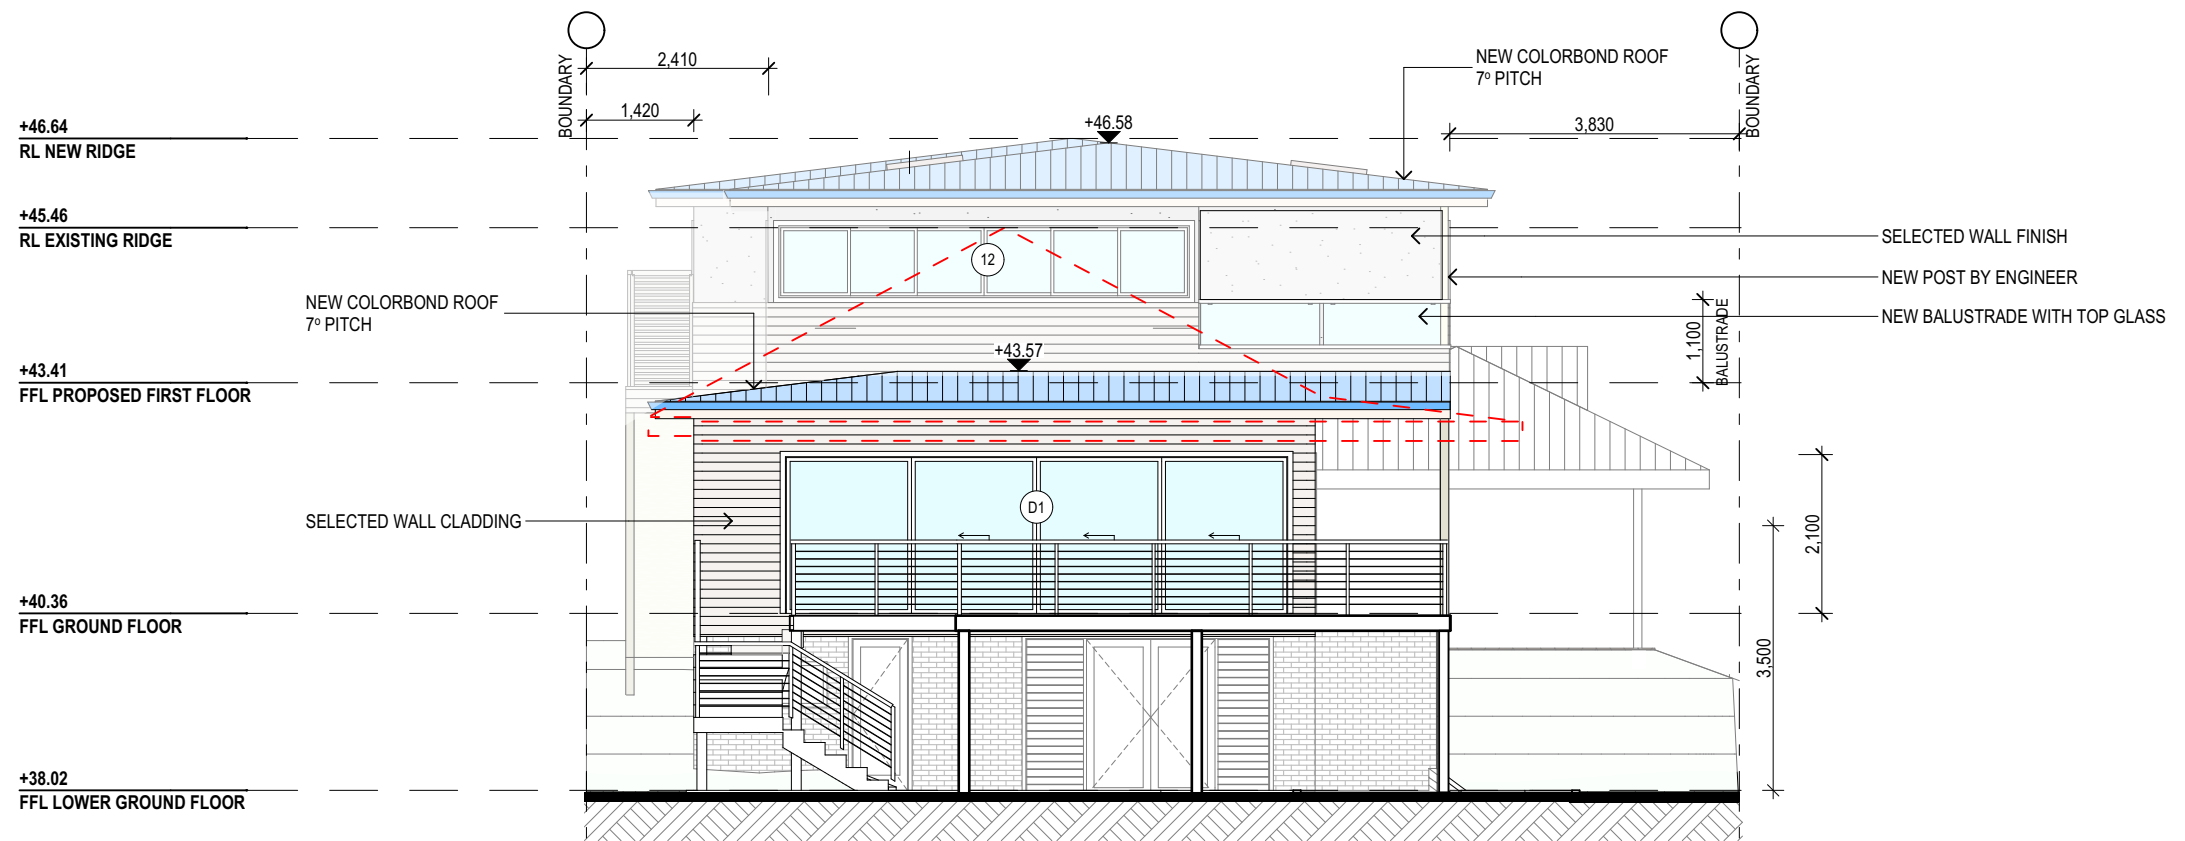 BOUNDARY
2,410
1,420
NEW COLORBOND ROOF
7º PITCH
BOUNDARY
3,830
+46.64
RL NEW RIDGE
+46.58
+45.46
RL EXISTING RIDGE
12
SELECTED WALL FINISH
NEW POST BY ENGINEER
NEW BALUSTRADE WITH TOP GLASS
NEW COLORBOND ROOF
7º PITCH
1,100
BALUSTRADE
+43.57
+43.41
FFL PROPOSED FIRST FLOOR
D1
SELECTED WALL CLADDING
2,100
+40.36
FFL GROUND FLOOR
3,500
+38.02
FFL LOWER GROUND FLOOR